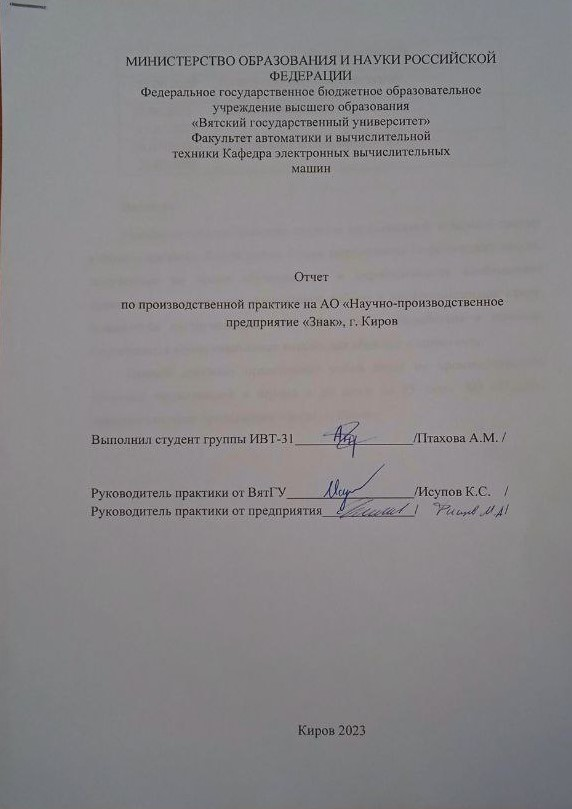 МИНИСТЕРСТВО ОБРАЗОВАНИЯ И НАУКИ РОССИЙСКОЙ
ФЕДЕРАЦИИ
Федеральное государственное бюджетное образовательное
учреждение высшего образования
«Вятский государственный университет»
Факультет автоматики и вычислительной
техники Кафедра электронных вычислительных
машин
Отчет
по производственной практике на АО «Научно-производственное
предприятие «Знак», г. Киров
Выполнил студент группы ИВТ-31 /Птахова А.М. /
Руководитель практики от ВятГУ /Исупов К.С. /
Руководитель практики от предприятия / /
Киров 2023